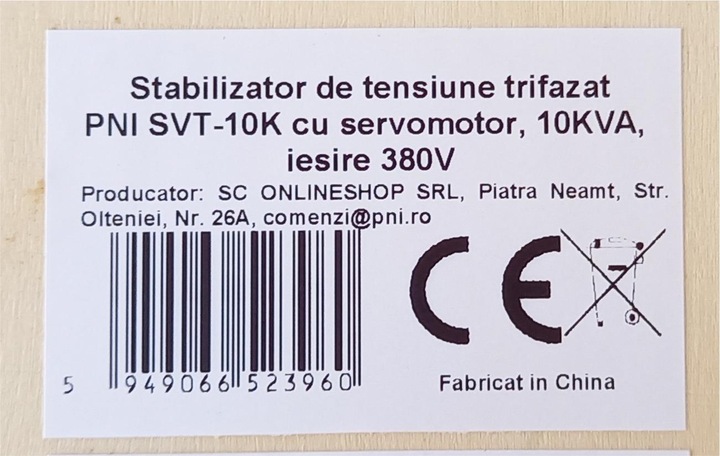 Stabilizator de tensiune trifazat
PNI SVT-10K cu servomotor, 10KVA,
iesire 380V
Producator: SC ONLINESHOP SRL, Piatra Neamt, Str.
Olteniei, Nr. 26A, comenzi@pni.ro
CE
5 949066 523960
Fabricat in China